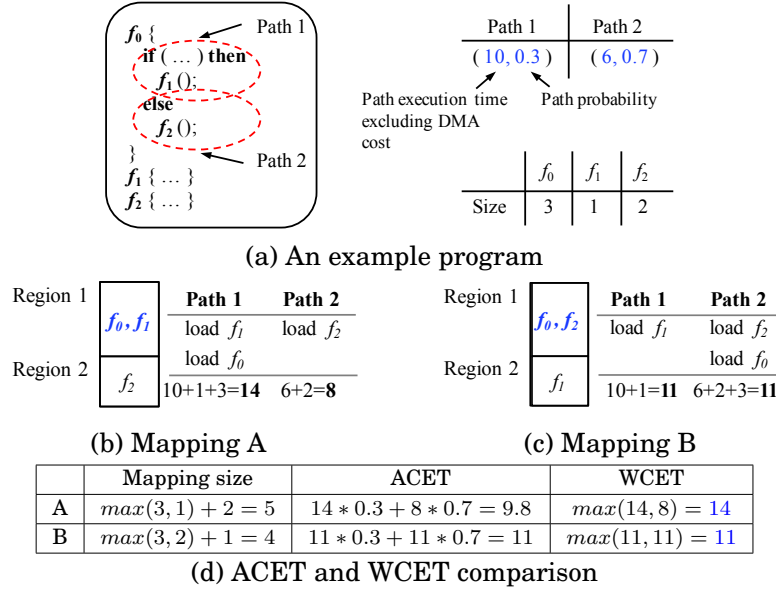 Path 1
f0 {
if ( ... ) then
f1 ();
else
f2 ();
}
f1 { ... }
f2 { ... }
Path 2
Path 1 Path 2
( 10, 0.3 ) ( 6, 0.7 )
Path execution time excluding DMA cost
Path probability
f0 f1 f2
Size 3 1 2
(a) An example program
Region 1
f0, f1
Region 2
f2
Path 1 Path 2
load f1 load f2
load f0
10+1+3=14 6+2=8
(b) Mapping A
Region 1
f0, f2
Region 2
f1
Path 1 Path 2
load f1 load f2
load f0
10+1=11 6+2+3=11
(c) Mapping B
Mapping size ACET WCET
A max(3, 1) + 2 = 5 14 * 0.3 + 8 * 0.7 = 9.8 max(14, 8) = 14
B max(3, 2) + 1 = 4 11 * 0.3 + 11 * 0.7 = 11 max(11, 11) = 11
(d) ACET and WCET comparison